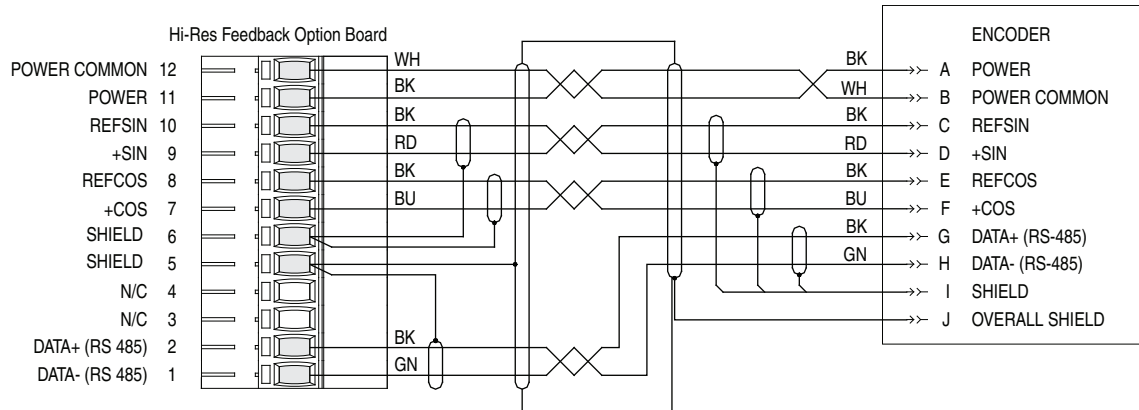 Hi-Res Feedback Option Board
ENCODER
POWER COMMON 12 WH BK A POWER
POWER 11 BK WH B POWER COMMON
REFSIN 10 BK BK C REFSIN
+SIN 9 RD RD D +SIN
REFCOS 8 BK BK E REFCOS
+COS 7 BU BU F +COS
SHIELD 6 BK G DATA+ (RS-485)
SHIELD 5 GN H DATA- (RS-485)
N/C 4 I SHIELD
N/C 3 J OVERALL SHIELD
DATA+ (RS 485) 2 BK
DATA- (RS 485) 1 GN